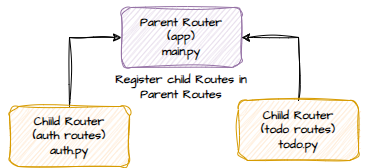 Parent Router
(app)
main.py
Register child Routes in
Parent Routes
Child Router
(auth routes)
auth.py
Child Router
(todo routes)
todo.py